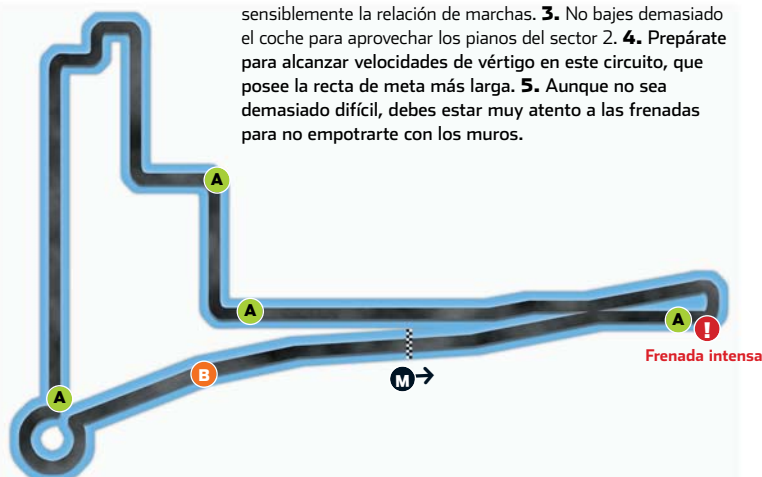 sensiblemente la relación de marchas. 3. No bajes demasiado
el coche para aprovechar los pianos del sector 2. 4. Prepárate
para alcanzar velocidades de vértigo en este circuito, que
posee la recta de meta más larga. 5. Aunque no sea
demasiado difícil, debes estar muy atento a las frenadas
para no empotrarte con los muros.
A
A
A
!
Frenada intensa
B
M→
A